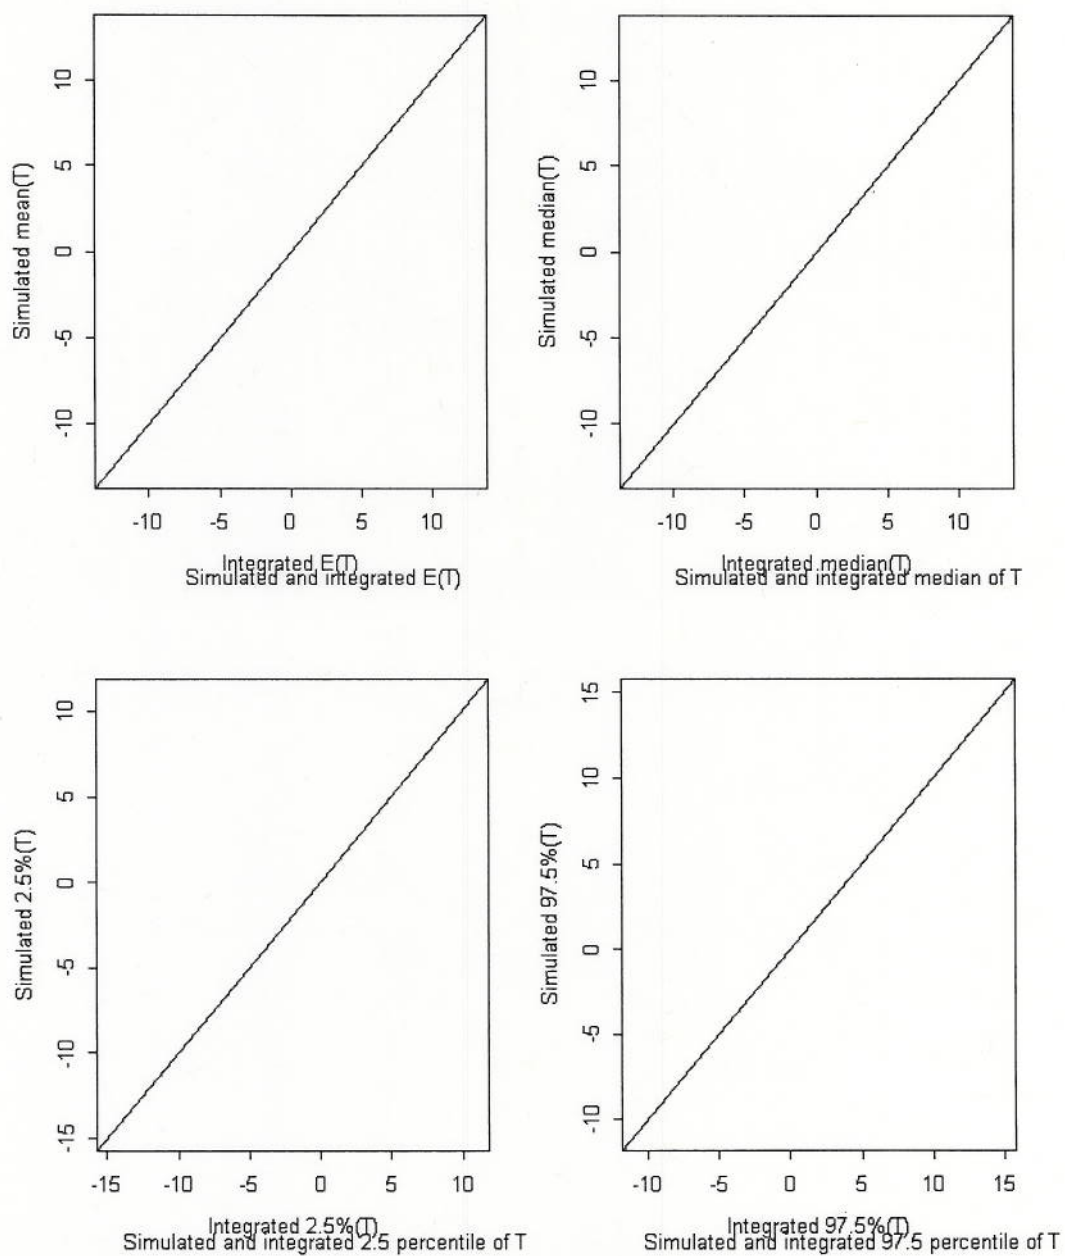 Simulated mean(T)
10
5
0
-5
-10
-10 -5 0 5 10
Integrated E(T)
Simulated and integrated E(T)
Simulated median(T)
10
5
0
-5
-10
-10 -5 0 5 10
Integrated median(T)
Simulated and integrated median of T
Simulated 2.5%(T)
10
5
0
-5
-10
-15
-15 -10 -5 0 5 10
Integrated 2.5%(T)
Simulated and integrated 2.5 percentile of T
Simulated 97.5%(T)
15
10
5
0
-5
-10
-10 -5 0 5 10 15
Integrated 97.5%(T)
Simulated and integrated 97.5 percentile of T